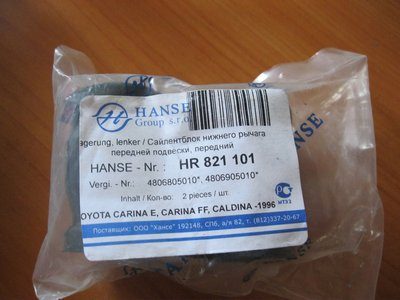 HANSE
Group s.r.o.
agerung, lenker / Сайлентблок нижнего рычага
передней подвески, передний
HANSE - Nr. : HR 821 101
Vergl. - Nr.: 4806805010*. 4806905010*
Inhalt / Кол-во: 2 pieces / шт.
OYOTA CARINA E, CARINA FF, CALDINA -1996
Поставщик: ООО "Хансе" 192148, СПб, а/я 82, т. (812)337-20-67
HANSE